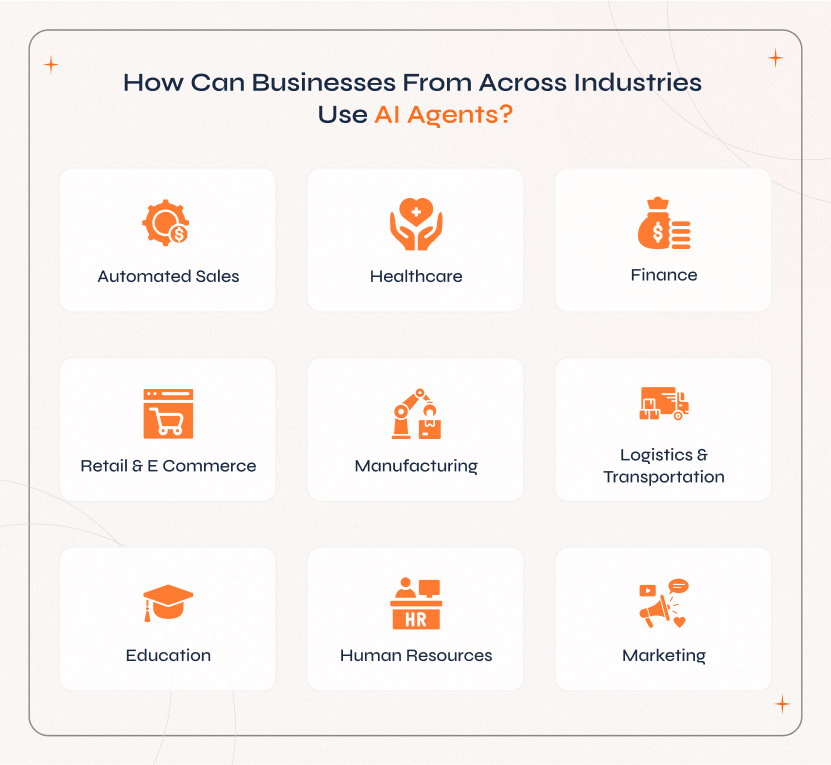 How Can Businesses From Across Industries
Use AI Agents?
$
Automated Sales
Healthcare
$
Finance
Retail & E Commerce
Manufacturing
Logistics &
Transportation
Education
HR
Human Resources
Marketing